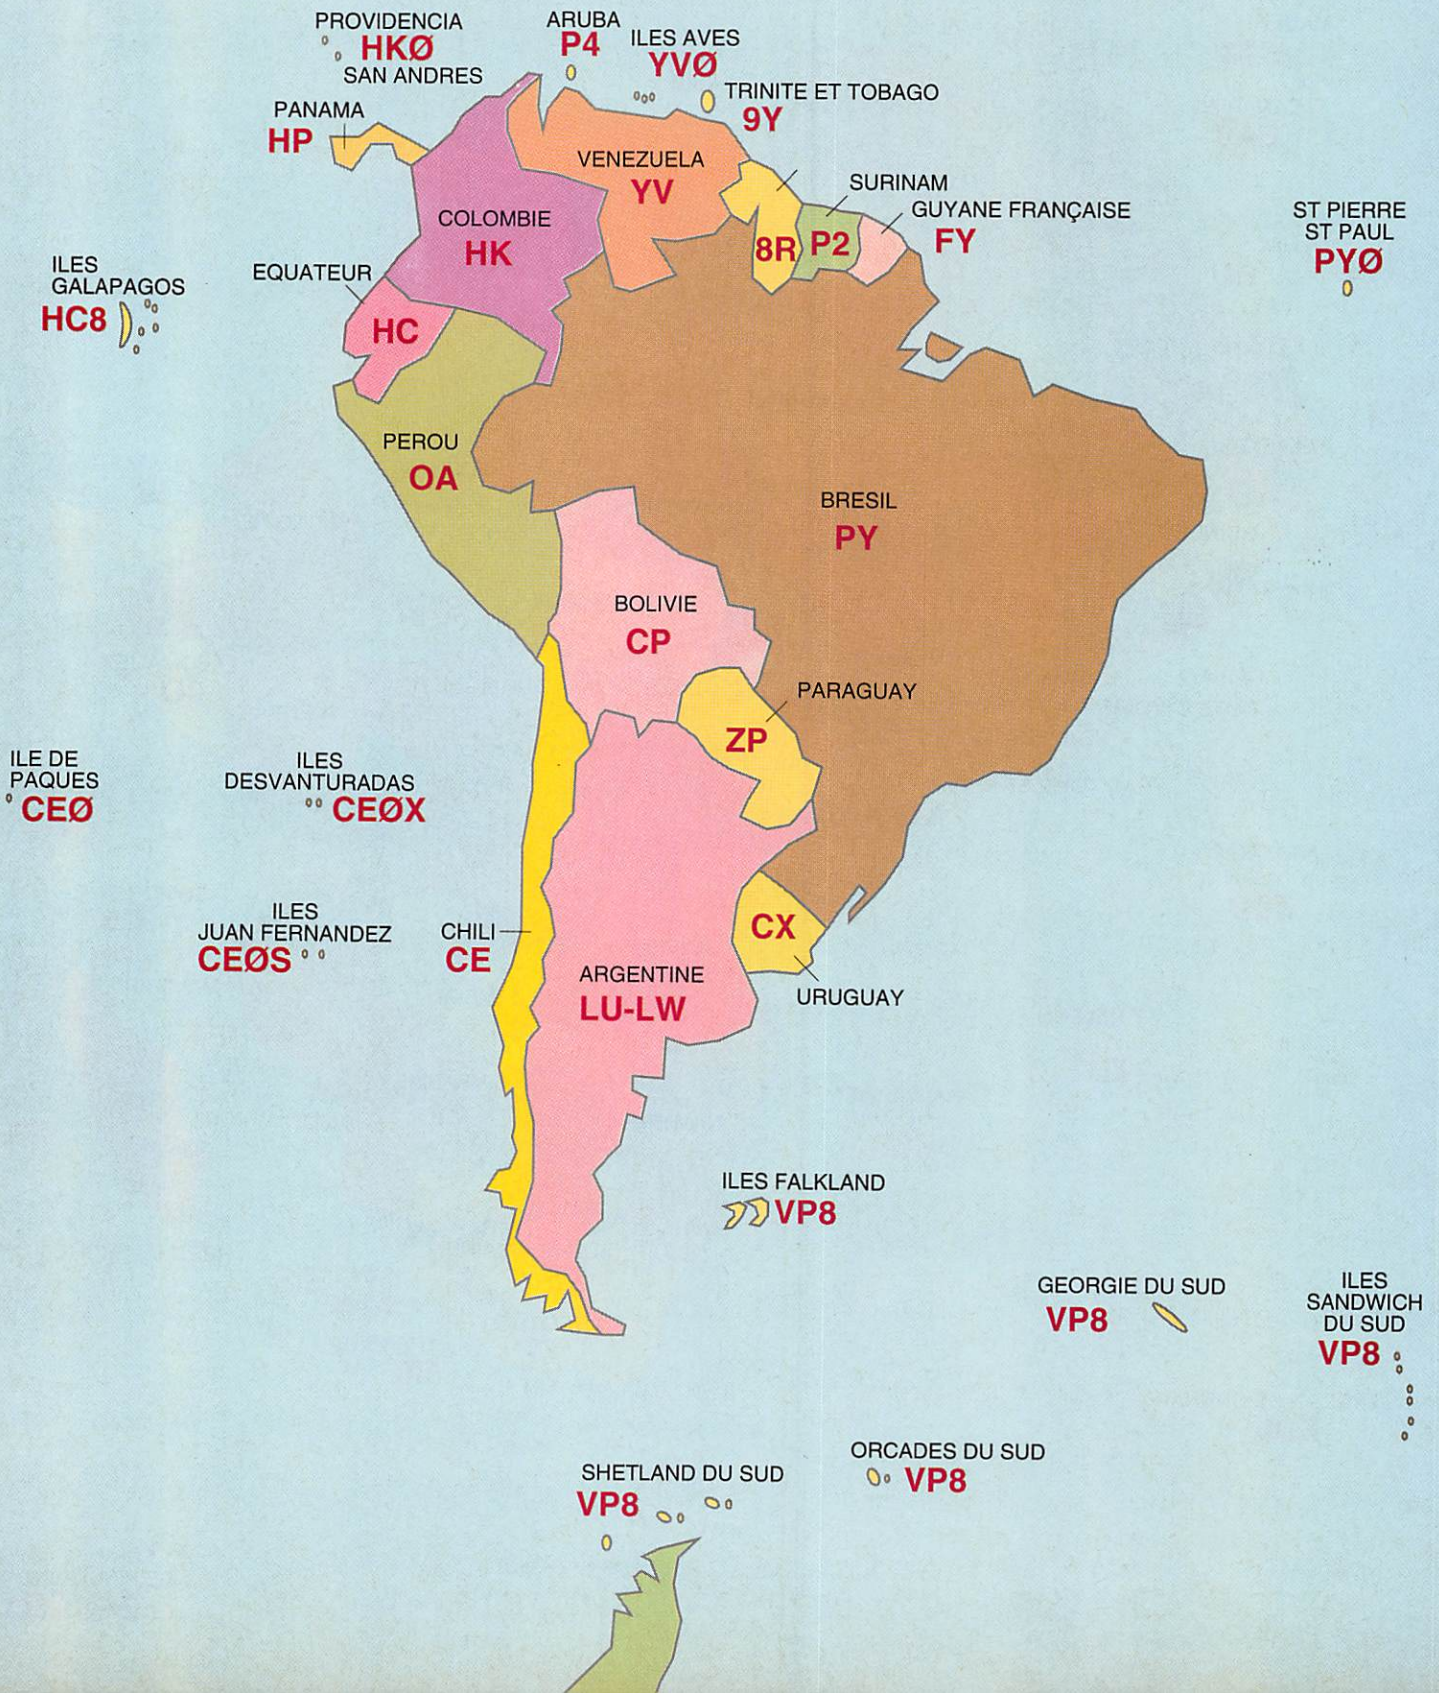 PROVIDENCIA
HKØ
SAN ANDRES
ARUBA
P4
ILES AVES
YVØ
TRINITE ET TOBAGO
9Y
PANAMA
HP
VENEZUELA
YV
SURINAM
P2
GUYANE FRANÇAISE
FY
8R
COLOMBIE
HK
ST PIERRE
ST PAUL
PYØ
ILES
GALAPAGOS
HC8
EQUATEUR
HC
PEROU
OA
BRESIL
PY
BOLIVIE
CP
PARAGUAY
ZP
ILE DE
PAQUES
CEØ
ILES
DESVANTURADAS
CEØX
ILES
JUAN FERNANDEZ
CEØS
CHILI
CE
CX
URUGUAY
ARGENTINE
LU-LW
ILES FALKLAND
VP8
GEORGIE DU SUD
VP8
ILES
SANDWICH
DU SUD
VP8
ORCADES DU SUD
VP8
SHETLAND DU SUD
VP8